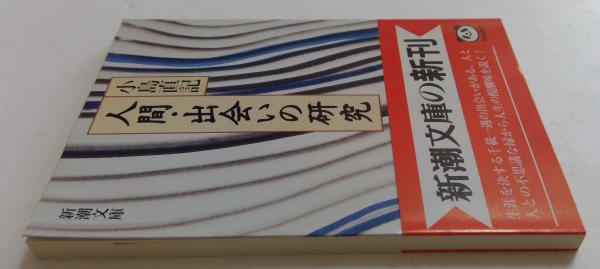 小島直記
人間・出会いの研究
新潮文庫
新潮文庫の新刊
生涯を決する千載一遇の出会いがある。人と
人との不思議な縁から人生の醍醐味を説く!